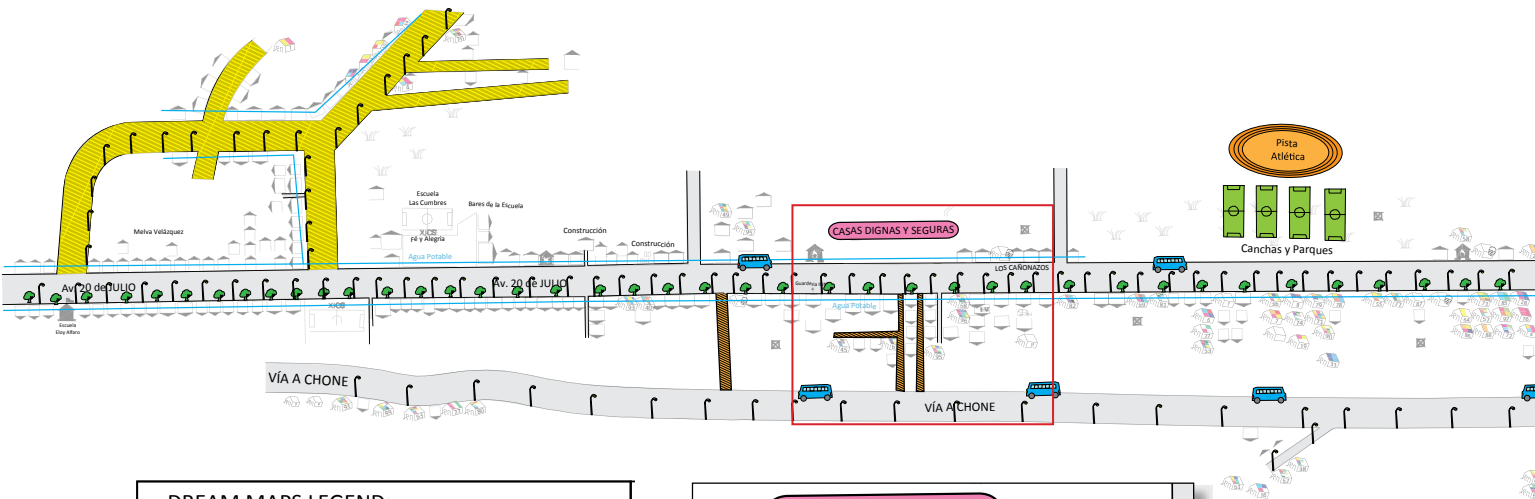 Pista
Atlética
Escuela
Las Cumbres
Bares de la Escuela
Melva Velázquez
Construcción
CASAS DIGNAS Y SEGURAS
Fé y Alegría
Construcción
Canchas y Parques
Agua Potable
LOS CAÑONAZOS
Av. 20 de JULIO
Av. 20 de JULIO
Agua Potable
Escuela
Eloy Alfaro
VÍA A CHONE
VÍA A CHONE
DREAM MAPS LEGEND